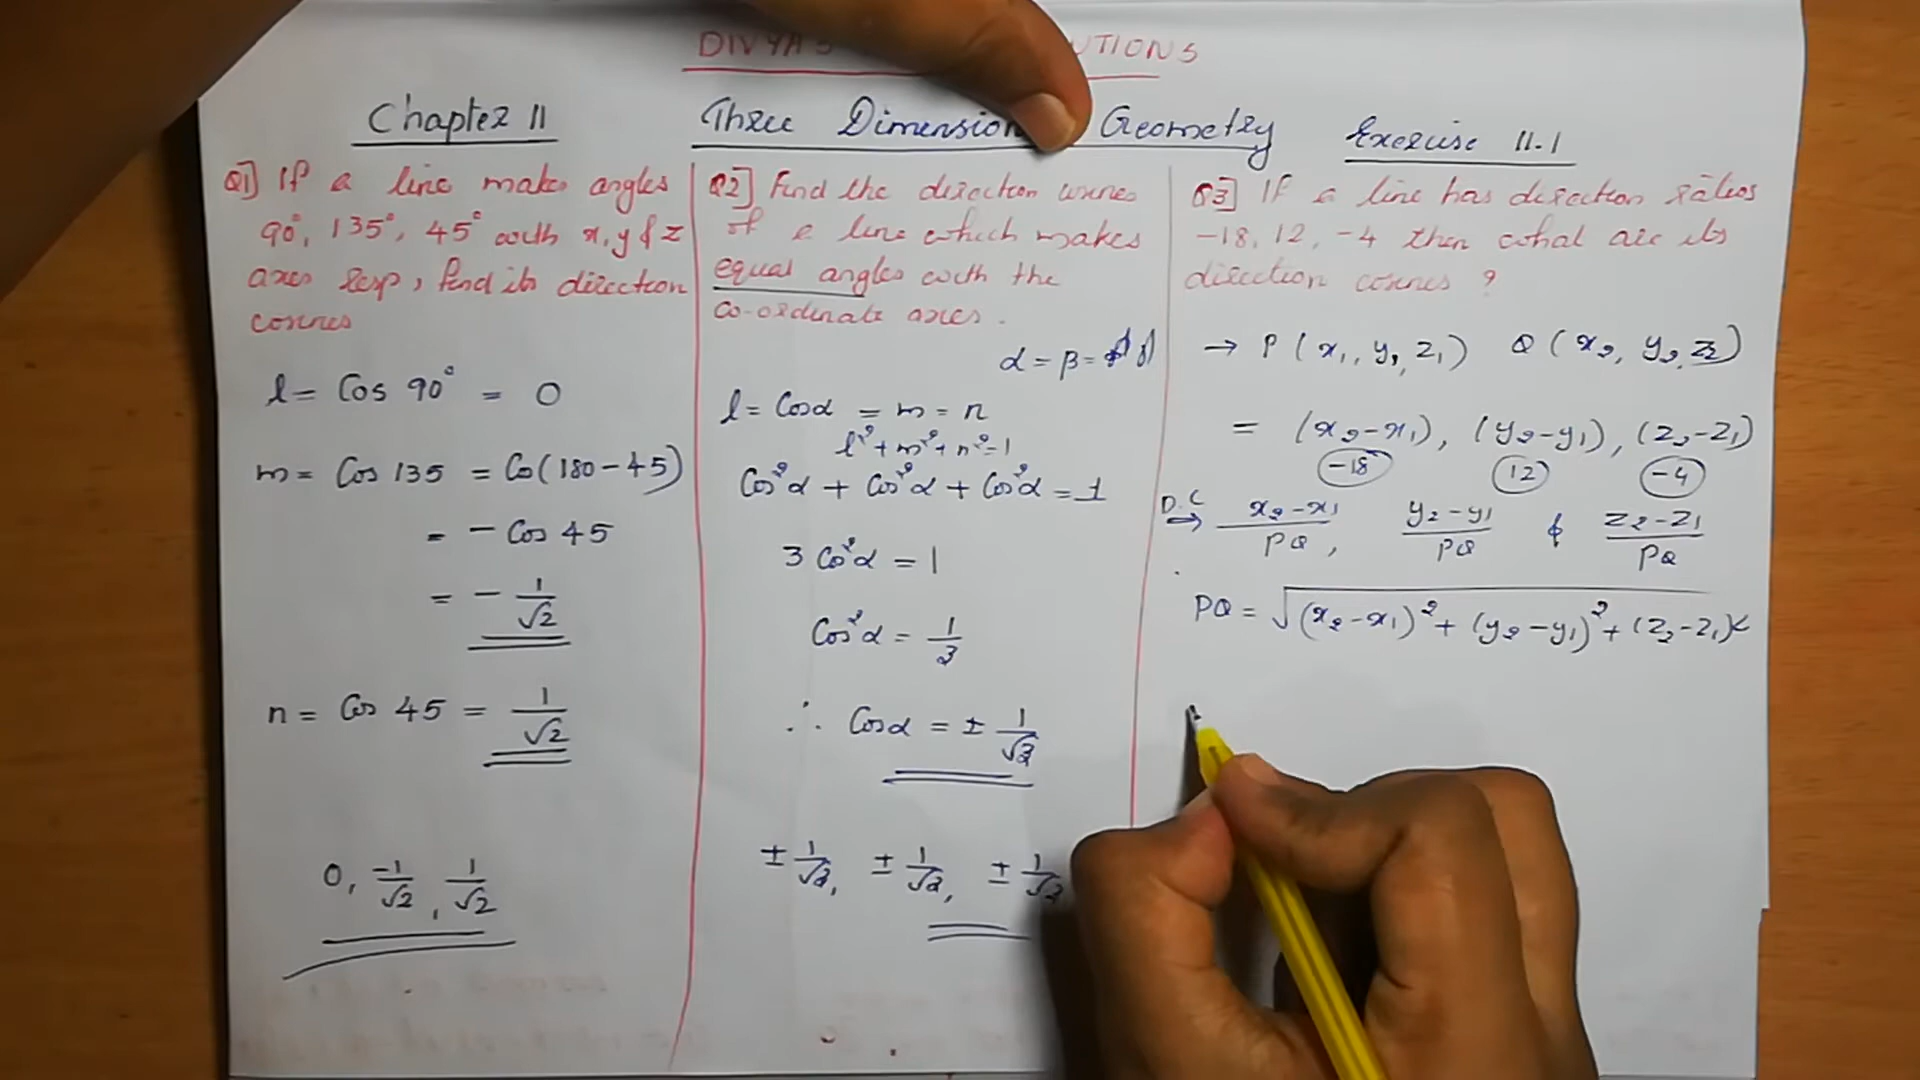 UTIONS
Chapter 11 Three Dimension Geometry Exercise 11.1
Q1] If a line makes angles
90°, 135°, 45° with x, y & z
axes resp, find its direction
cosines
l = Cos 90° = 0
m = Cos 135 = Co(180-45)
= - Cos 45
= - 1/√2
n = Cos 45 = 1/√2
0, -1/√2, 1/√2
Q2] Find the direction cosines
of a line which makes
equal angles with the
co-ordinate axes.
α = β =
l = Cosα = m = n
l² + m² + n² = 1
Cos²α + Cos²α + Cos²α = 1
3 Cos²α = 1
Cos²α = 1/3
∴ Cosα = ± 1/√3
± 1/√3, ± 1/√3, ± 1/√3
Q3] If a line has direction ratios
-18, 12, -4 then what are its
direction cosines ?
→ P (x₁, y₁, z₁) Q (x₂, y₂, z₂)
= (x₂-x₁), (y₂-y₁), (z₂-z₁)
-18 12 -4
D.C
⇒ x₂-x₁/PQ, y₂-y₁/PQ & z₂-z₁/PQ
PQ = √(x₂-x₁)² + (y₂-y₁)² + (z₂-z₁)²